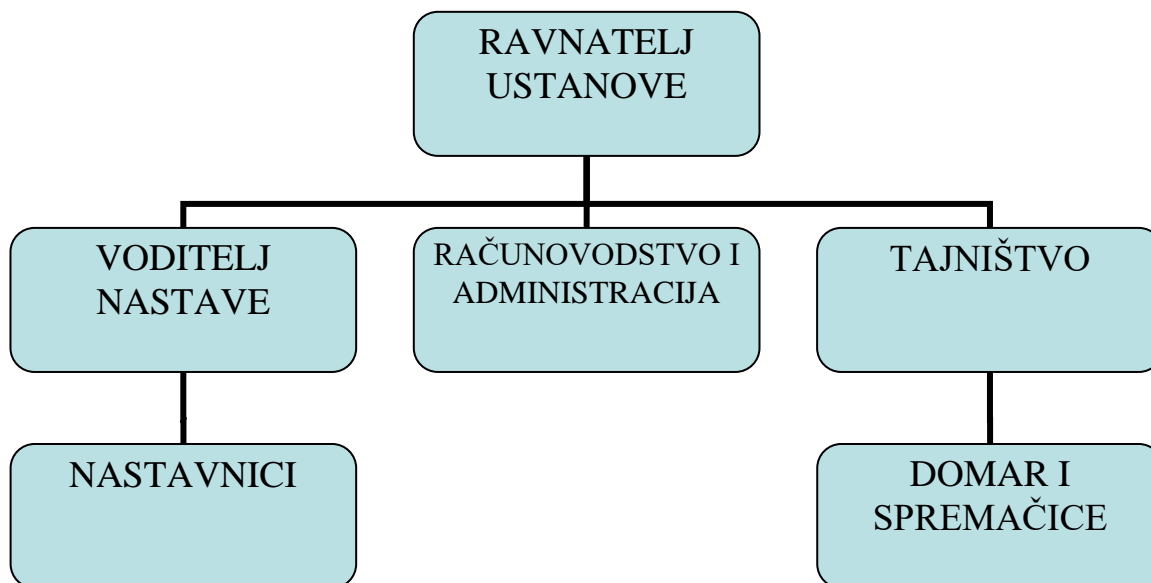 RAVNATELJ
USTANOVE
VODITELJ
NASTAVE
RAČUNOVODSTVO I
ADMINISTRACIJA
TAJNIŠTVO
NASTAVNICI
DOMAR I
SPREMAČICE